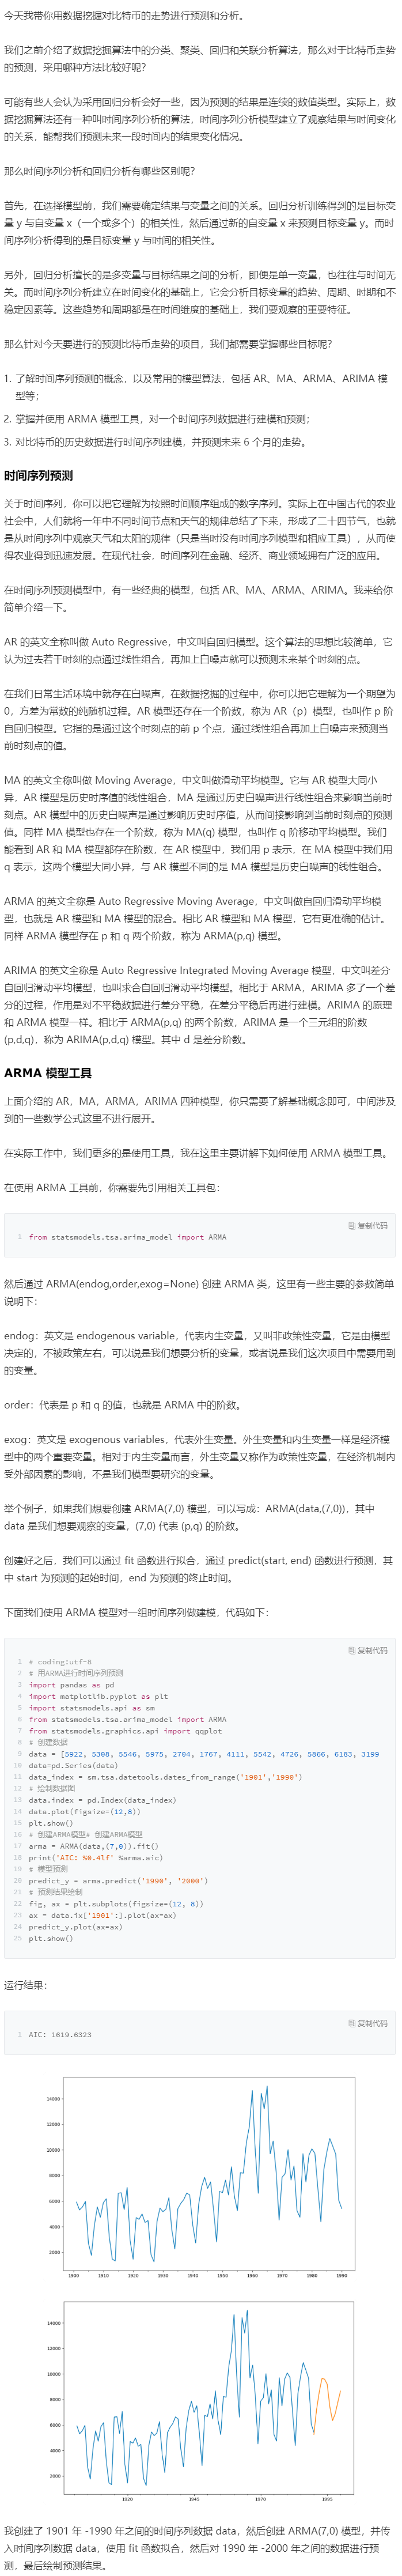 今天我带你用数据挖掘对比特币的走势进行预测和分析。
我们之前介绍了数据挖掘算法中的分类、聚类、回归和关联分析算法，那么对于比特币走势
的预测，采用哪种方法比较好呢？
可能有些人会认为采用回归分析会好一些，因为预测的结果是连续的数值类型。实际上，数
据挖掘算法还有一种叫时间序列分析的算法，时间序列分析模型建立了观察结果与时间变化
的关系，能帮我们预测未来一段时间内的结果变化情况。
那么时间序列分析和回归分析有哪些区别呢？
首先，在选择模型前，我们需要确定结果与变量之间的关系。回归分析训练得到的是目标变
量 y 与自变量 x（一个或多个）的相关性，然后通过新的自变量 x 来预测目标变量 y。而时
间序列分析得到的是目标变量 y 与时间的相关性。
另外，回归分析擅长的是多变量与目标结果之间的分析，即便是单一变量，也往往与时间无
关。而时间序列分析建立在时间变化的基础上，它会分析目标变量的趋势、周期、时期和不
稳定因素等。这些趋势和周期都是在时间维度的基础上，我们要观察的重要特征。
那么针对今天要进行的预测比特币走势的项目，我们都需要掌握哪些目标呢？
1. 了解时间序列预测的概念，以及常用的模型算法，包括 AR、MA、ARMA、ARIMA 模
型等；
2. 掌握并使用 ARMA 模型工具，对一个时间序列数据进行建模和预测；
3. 对比特币的历史数据进行时间序列建模，并预测未来 6 个月的走势。
时间序列预测
关于时间序列，你可以把它理解为按照时间顺序组成的数字序列。实际上在中国古代的农业
社会中，人们就将一年中不同时间节点和天气的规律总结了下来，形成了二十四节气，也就
是从时间序列中观察天气和太阳的规律（只是当时没有时间序列模型和相应工具），从而使
得农业得到迅速发展。在现代社会，时间序列在金融、经济、商业领域拥有广泛的应用。
在时间序列预测模型中，有一些经典的模型，包括 AR、MA、ARMA、ARIMA。我来给你
简单介绍一下。
AR 的英文全称叫做 Auto Regressive，中文叫自回归模型。这个算法的思想比较简单，它
认为过去若干时刻的点通过线性组合，再加上白噪声就可以预测未来某个时刻的点。
在我们日常生活环境中就存在白噪声，在数据挖掘的过程中，你可以把它理解为一个期望为
0，方差为常数的纯随机过程。AR 模型还存在一个阶数，称为 AR（p）模型，也叫作 p 阶
自回归模型。它指的是通过这个时刻点的前 p 个点，通过线性组合再加上白噪声来预测当
前时刻点的值。
MA 的英文全称叫做 Moving Average，中文叫做滑动平均模型。它与 AR 模型大同小
异，AR 模型是历史时序值的线性组合，MA 是通过历史白噪声进行线性组合来影响当前时
刻点。AR 模型中的历史白噪声是通过影响历史时序值，从而间接影响到当前时刻点的预测
值。同样 MA 模型也存在一个阶数，称为 MA(q) 模型，也叫作 q 阶移动平均模型。我们
能看到 AR 和 MA 模型都存在阶数，在 AR 模型中，我们用 p 表示，在 MA 模型中我们用
q 表示，这两个模型大同小异，与 AR 模型不同的是 MA 模型是历史白噪声的线性组合。
ARMA 的英文全称是 Auto Regressive Moving Average，中文叫做自回归滑动平均模
型，也就是 AR 模型和 MA 模型的混合。相比 AR 模型和 MA 模型，它有更准确的估计。
同样 ARMA 模型存在 p 和 q 两个阶数，称为 ARMA(p,q) 模型。
ARIMA 的英文全称是 Auto Regressive Integrated Moving Average 模型，中文叫差分
自回归滑动平均模型，也叫求合自回归滑动平均模型。相比于 ARMA，ARIMA 多了一个差
分的过程，作用是对不平稳数据进行差分平稳，在差分平稳后再进行建模。ARIMA 的原理
和 ARMA 模型一样。相比于 ARMA(p,q) 的两个阶数，ARIMA 是一个三元组的阶数
(p,d,q)，称为 ARIMA(p,d,q) 模型。其中 d 是差分阶数。
ARMA 模型工具
上面介绍的 AR，MA，ARMA，ARIMA 四种模型，你只需要了解基础概念即可，中间涉及
到的一些数学公式这里不进行展开。
在实际工作中，我们更多的是使用工具，我在这里主要讲解下如何使用 ARMA 模型工具。
在使用 ARMA 工具前，你需要先引用相关工具包：
复制代码
1 from statsmodels.tsa.arima_model import ARMA
然后通过 ARMA(endog,order,exog=None) 创建 ARMA 类，这里有一些主要的参数简单
说明下：
endog：英文是 endogenous variable，代表内生变量，又叫非政策性变量，它是由模型
决定的，不被政策左右，可以说是我们想要分析的变量，或者说是我们这次项目中需要用到
的变量。
order：代表是 p 和 q 的值，也就是 ARMA 中的阶数。
exog：英文是 exogenous variables，代表外生变量。外生变量和内生变量一样是经济模
型中的两个重要变量。相对于内生变量而言，外生变量又称作为政策性变量，在经济机制内
受外部因素的影响，不是我们模型要研究的变量。
举个例子，如果我们想要创建 ARMA(7,0) 模型，可以写成：ARMA(data,(7,0))，其中
data 是我们想要观察的变量，(7,0) 代表 (p,q) 的阶数。
创建好之后，我们可以通过 fit 函数进行拟合，通过 predict(start, end) 函数进行预测，其
中 start 为预测的起始时间，end 为预测的终止时间。
下面我们使用 ARMA 模型对一组时间序列做建模，代码如下：
复制代码
1 # coding:utf-8
2 # 用ARMA进行时间序列预测
3 import pandas as pd
4 import matplotlib.pyplot as plt
5 import statsmodels.api as sm
6 from statsmodels.tsa.arima_model import ARMA
7 from statsmodels.graphics.api import qqplot
8 # 创建数据
9 data = [5922, 5308, 5546, 5975, 2704, 1767, 4111, 5542, 4726, 5866, 6183, 3199
10 data=pd.Series(data)
11 data_index = sm.tsa.datetools.dates_from_range('1901','1990')
12 # 绘制数据图
13 data.index = pd.Index(data_index)
14 data.plot(figsize=(12,8))
15 plt.show()
16 # 创建ARMA模型# 创建ARMA模型
17 arma = ARMA(data,(7,0)).fit()
18 print('AIC: %0.4lf' %arma.aic)
19 # 模型预测
20 predict_y = arma.predict('1990', '2000')
21 # 预测结果绘制
22 fig, ax = plt.subplots(figsize=(12, 8))
23 ax = data.ix['1901':].plot(ax=ax)
24 predict_y.plot(ax=ax)
25 plt.show()
运行结果：
复制代码
1 AIC: 1619.6323
14000
12000
10000
8000
6000
4000
2000
1900 1910 1920 1930 1940 1950 1960 1970 1980 1990
14000
12000
10000
8000
6000
4000
2000
1920 1945 1970 1995
我创建了 1901 年 -1990 年之间的时间序列数据 data，然后创建 ARMA(7,0) 模型，并传
入时间序列数据 data，使用 fit 函数拟合，然后对 1990 年 -2000 年之间的数据进行预
测，最后绘制预测结果。